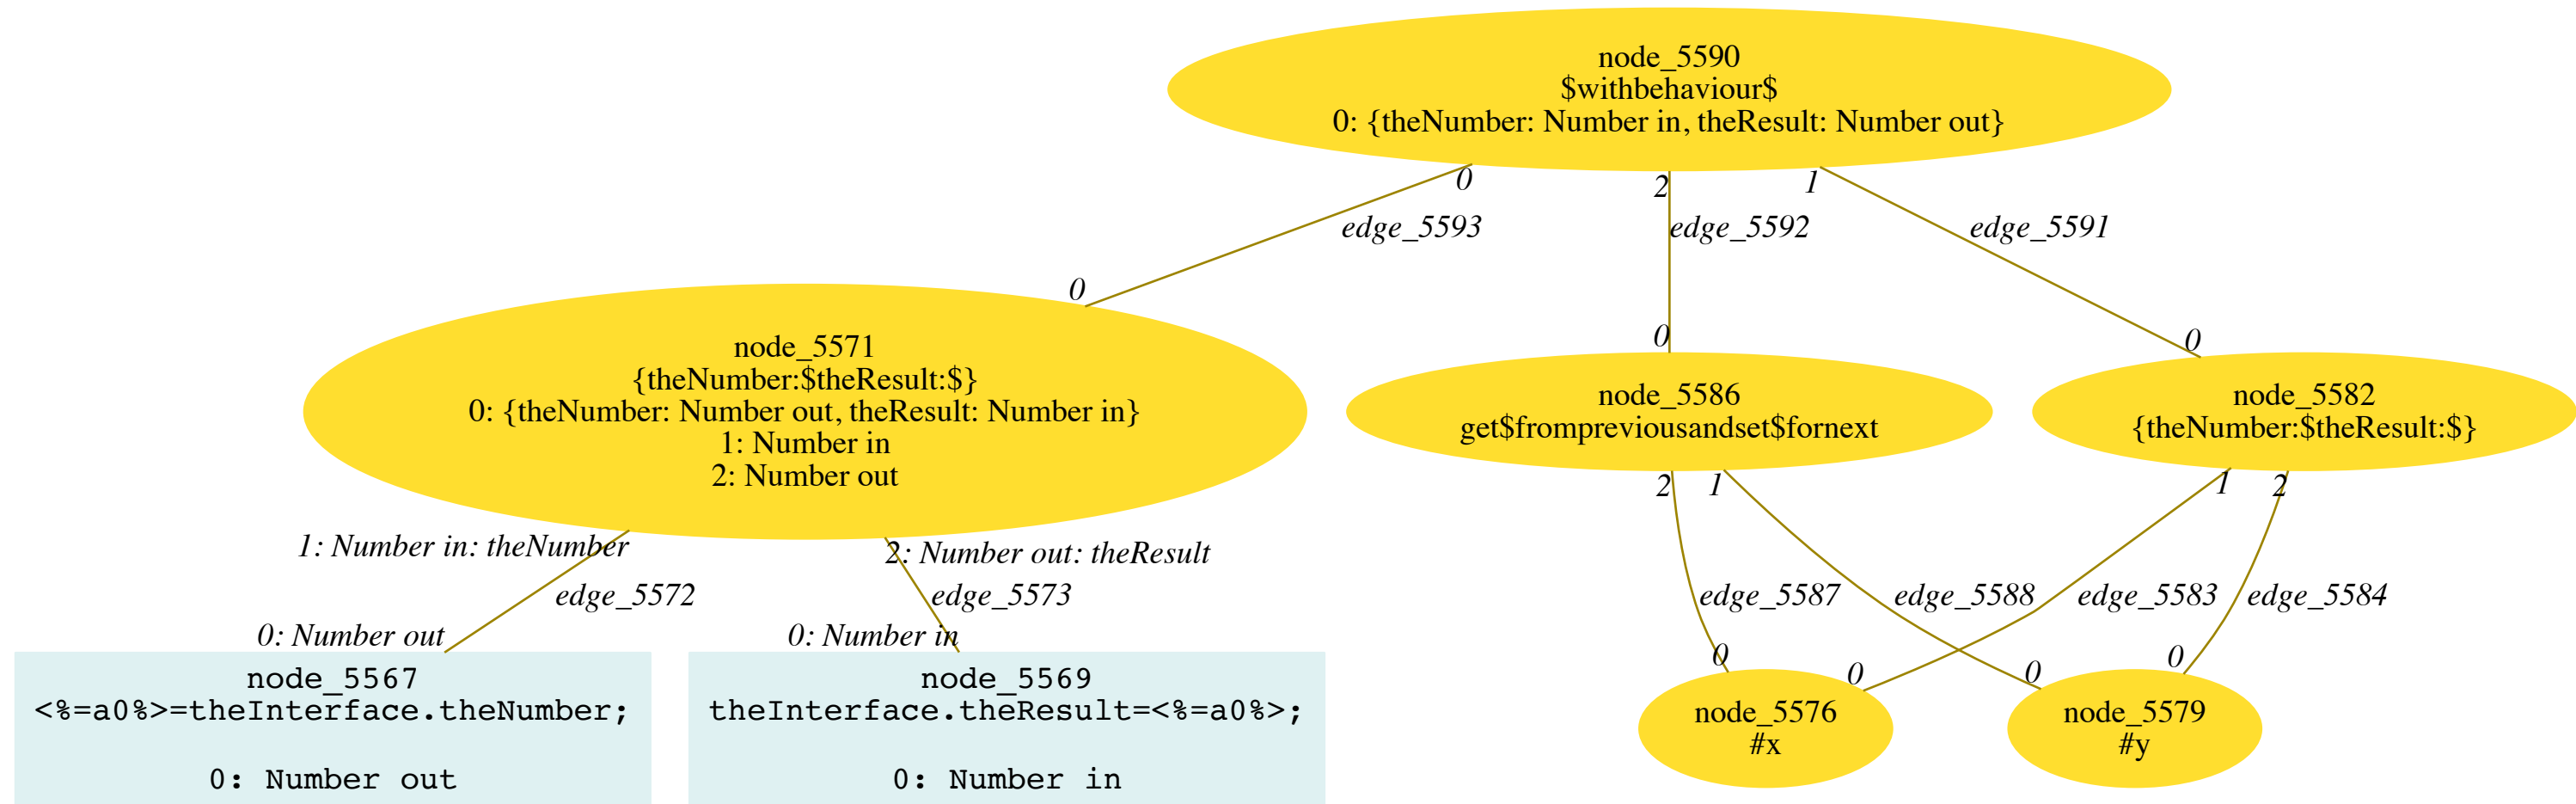 node_5590
$withbehaviour$
0: {theNumber: Number in, theResult: Number out}
0
2
1
edge_5593
edge_5592
edge_5591
0
0
0
node_5571
{theNumber:$theResult:$}
0: {theNumber: Number out, theResult: Number in}
1: Number in
2: Number out
node_5586
get$frompreviousandset$fornext
node_5582
{theNumber:$theResult:$}
1: Number in: theNumber
2: Number out: theResult
2
1
1
2
edge_5572
edge_5573
edge_5587
edge_5588
edge_5583
edge_5584
0: Number out
0: Number in
0
0
0
0
node_5567
<%=a0%>=theInterface.theNumber;
0: Number out
node_5569
theInterface.theResult=<%=a0%>;
0: Number in
node_5576
#x
node_5579
#y